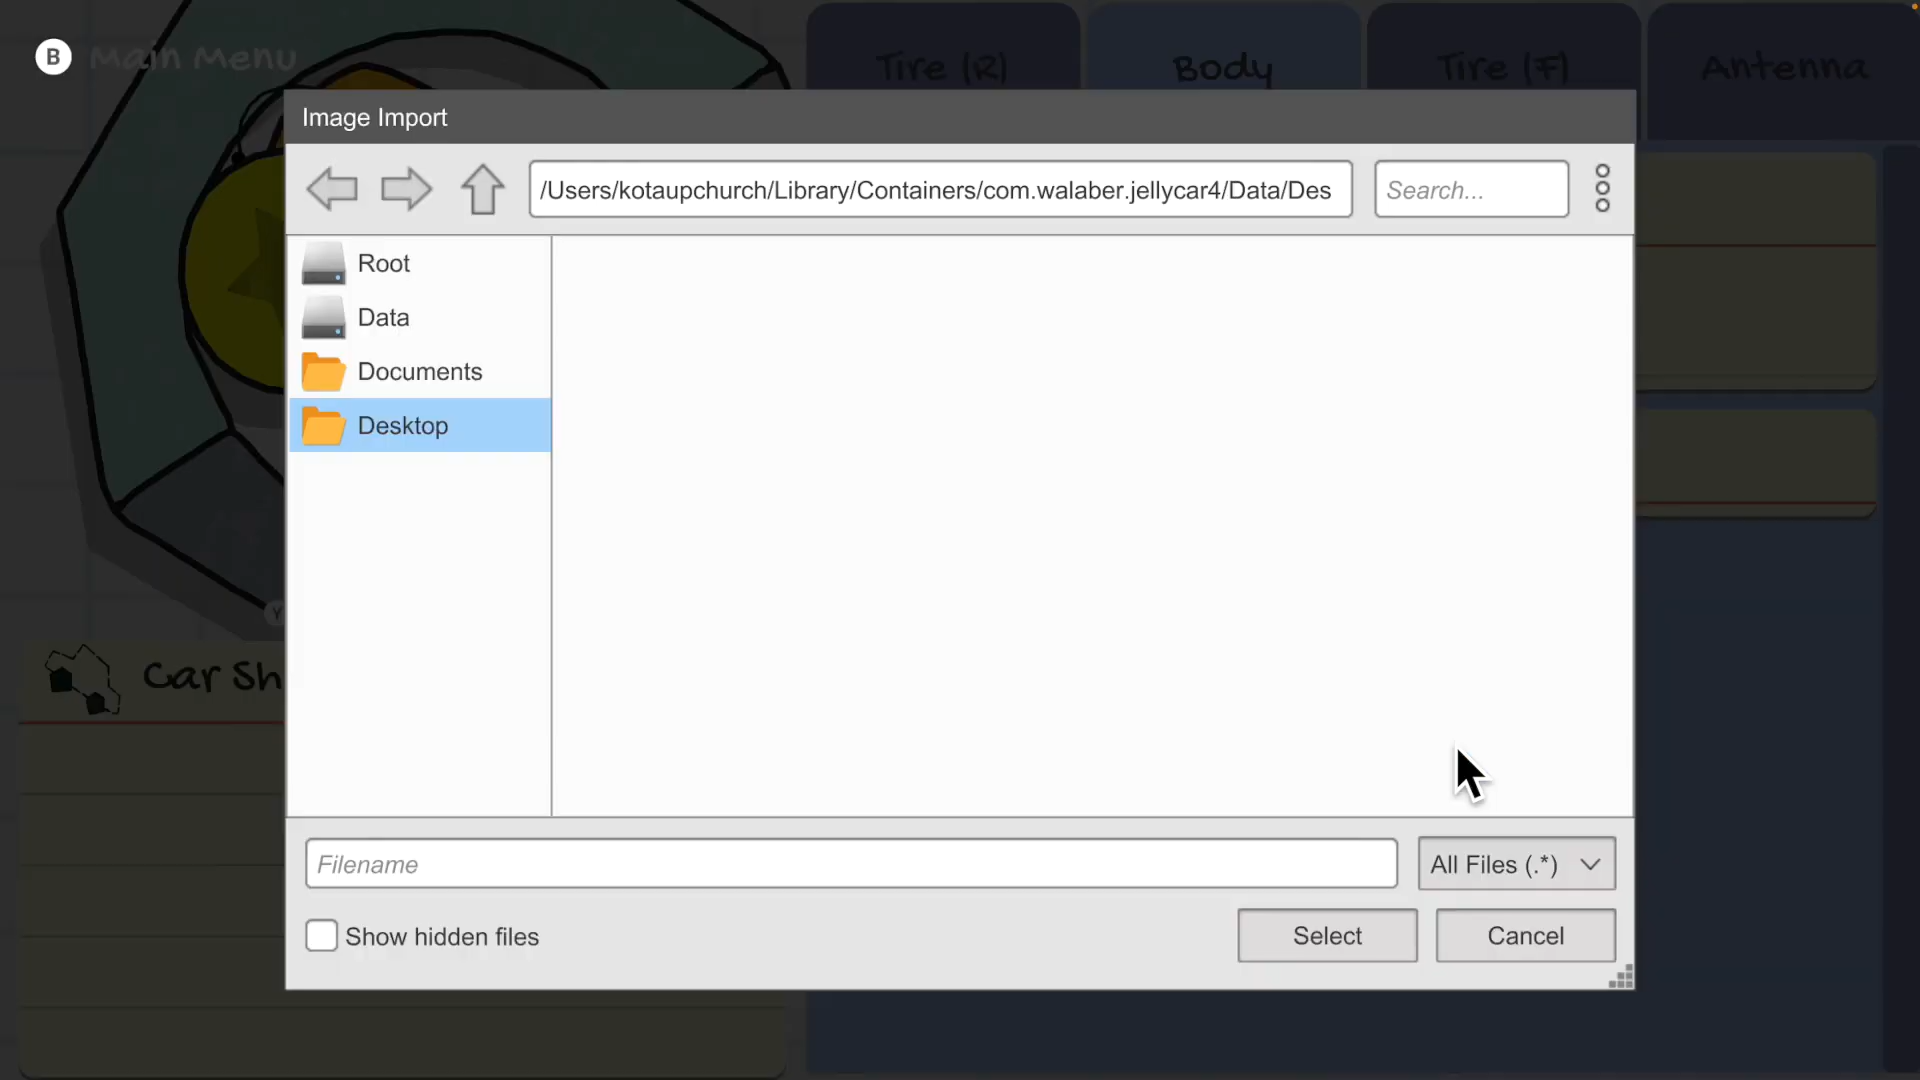 B Main Menu
Tire (R)
Body
Tire (F)
Antenna
Image Import
/Users/kotaupchurch/Library/Containers/com.walaber.jellycar4/Data/Des
Search...
Root
Data
Documents
Desktop
Y
Car Sh
Filename
All Files (.*)
Show hidden files
Select
Cancel